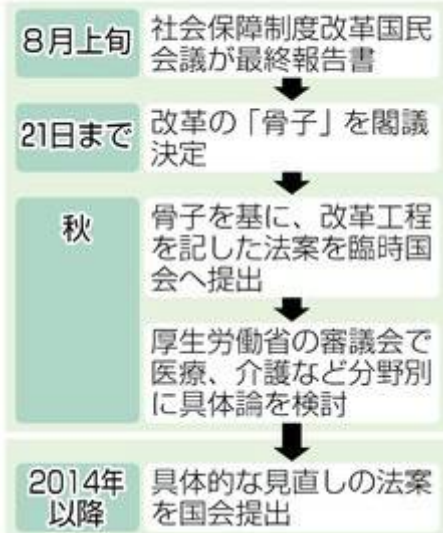 8月上旬
社会保障制度改革国民
会議が最終報告書
21日まで
改革の「骨子」を閣議
決定
秋
骨子を基に、改革工程
を記した法案を臨時国
会へ提出
厚生労働省の審議会で
医療、介護など分野別
に具体論を検討
2014年
以降
具体的な見直しの法案
を国会提出